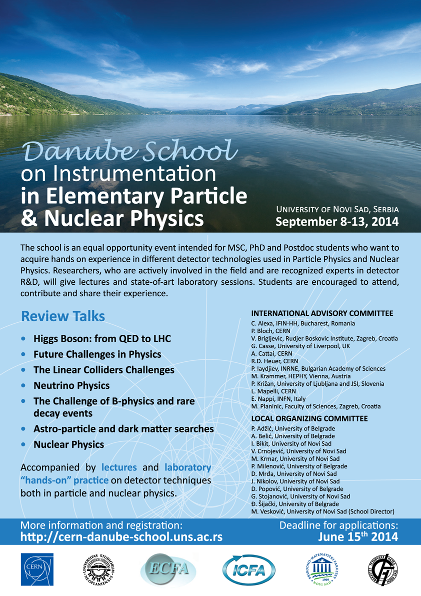 Danube School
on Instrumentation
in Elementary Particle
& Nuclear Physics
UNIVERSITY OF NOVI SAD, SERBIA
September 8-13, 2014
The school is an equal opportunity event intended for MSC, PhD and Postdoc students who want to
acquire hands on experience in different detector technologies used in Particle Physics and Nuclear
Physics. Researchers, who are actively involved in the field and are recognized experts in detector
R&D, will give lectures and state-of-art laboratory sessions. Students are encouraged to attend,
contribute and share their experience.
Review Talks
• Higgs Boson: from QED to LHC
• Future Challenges in Physics
• The Linear Colliders Challenges
• Neutrino Physics
• The Challenge of B-physics and rare
decay events
• Astro-particle and dark matter searches
• Nuclear Physics
Accompanied by lectures and laboratory
"hands-on" practice on detector techniques
both in particle and nuclear physics.
INTERNATIONAL ADVISORY COMMITTEE
C. Alexa, IFIN-HH, Bucharest, Romania
P. Bloch, CERN
V. Brigljević, Rudjer Boskovic Institute, Zagreb, Croatia
G. Casse, University of Liverpool, UK
A. Cattai, CERN
R.D. Heuer, CERN
P. Iaydjiev, INRNE, Bulgarian Academy of Sciences
M. Krammer, HEPHY, Vienna, Austria
P. Križan, University of Ljubljana and JSI, Slovenia
L. Mapelli, CERN
E. Nappi, INFN, Italy
M. Planinic, Faculty of Sciences, Zagreb, Croatia
LOCAL ORGANIZING COMMITTEE
P. Adžić, University of Belgrade
A. Belić, University of Belgrade
I. Bikit, University of Novi Sad
V. Crnojević, University of Novi Sad
M. Krmar, University of Novi Sad
P. Milenović, University of Belgrade
D. Mrđa, University of Novi Sad
J. Nikolov, University of Novi Sad
D. Popović, University of Belgrade
G. Stojanović, University of Novi Sad
Đ. Šijački, University of Belgrade
M. Vesković, University of Novi Sad (School Director)
More information and registration:
http://cern-danube-school.uns.ac.rs
Deadline for applications:
June 15th 2014
CERN
ECFA
ICFA